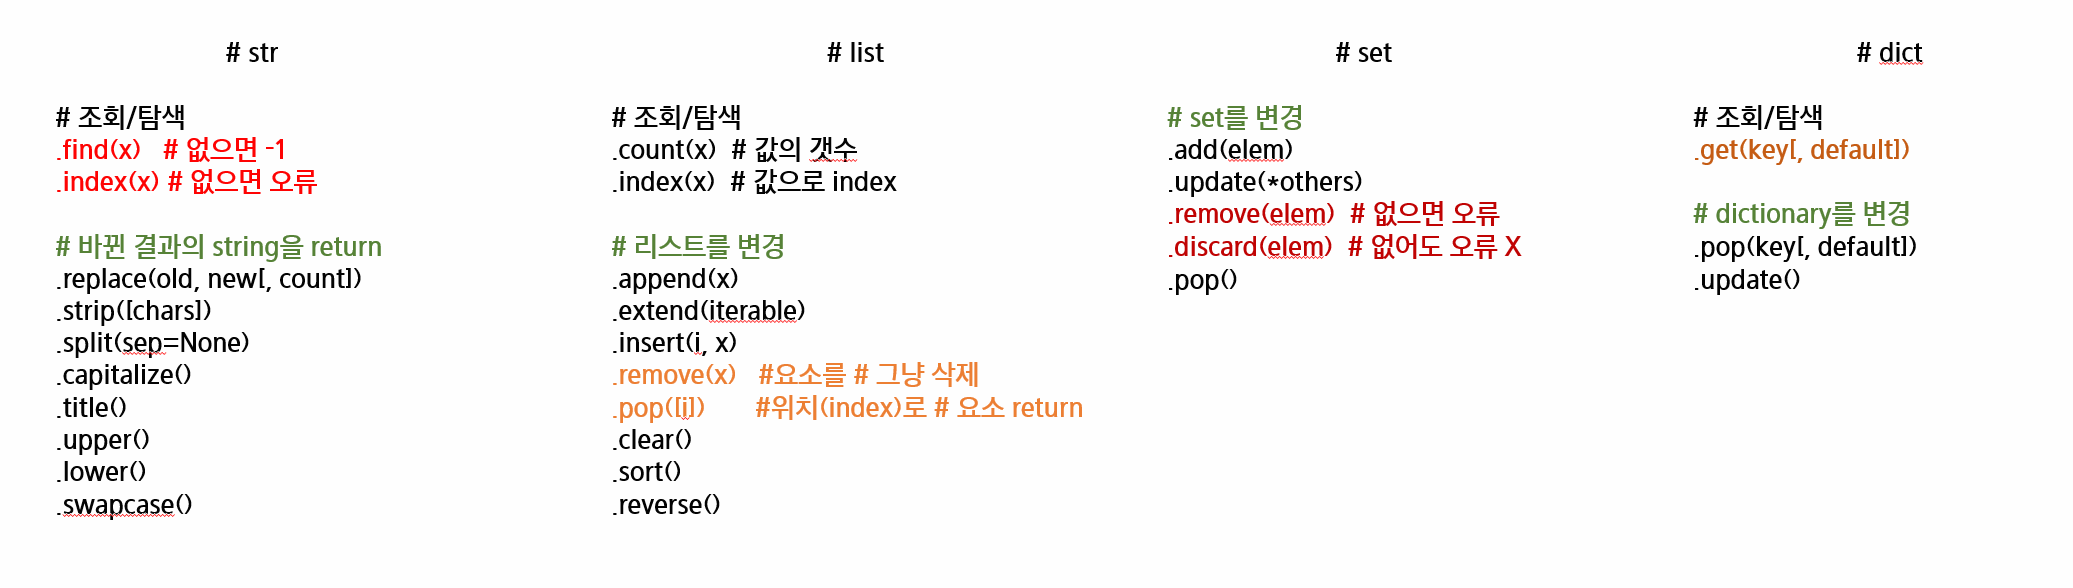 # str
# 조회/탐색
.find(x) # 없으면 -1
.index(x) # 없으면 오류
# 바뀐 결과의 string을 return
.replace(old, new[, count])
.strip([chars])
.split(sep=None)
.capitalize()
.title()
.upper()
.lower()
.swapcase()
# list
# 조회/탐색
.count(x) # 값의 갯수
.index(x) # 값으로 index
# 리스트를 변경
.append(x)
.extend(iterable)
.insert(i, x)
.remove(x) #요소를 # 그냥 삭제
.pop([i]) #위치(index)로 # 요소 return
.clear()
.sort()
.reverse()
# set
# set를 변경
.add(elem)
.update(*others)
.remove(elem) # 없으면 오류
.discard(elem) # 없어도 오류 X
.pop()
# dict
# 조회/탐색
.get(key[, default])
# dictionary를 변경
.pop(key[, default])
.update()